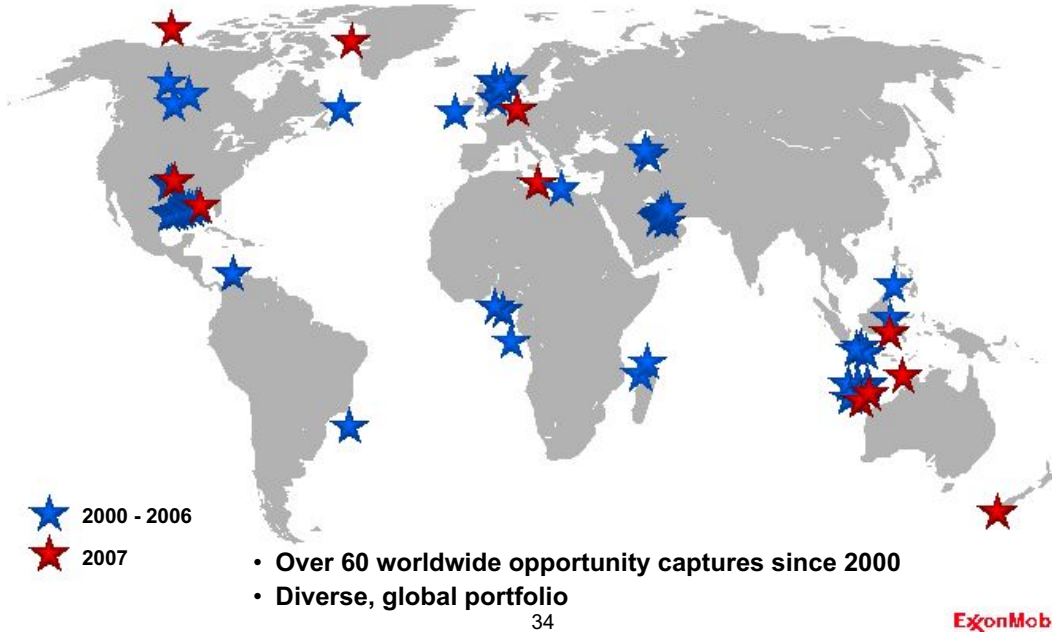 2000 - 2006
2007
• Over 60 worldwide opportunity captures since 2000
• Diverse, global portfolio
34
ExxonMob